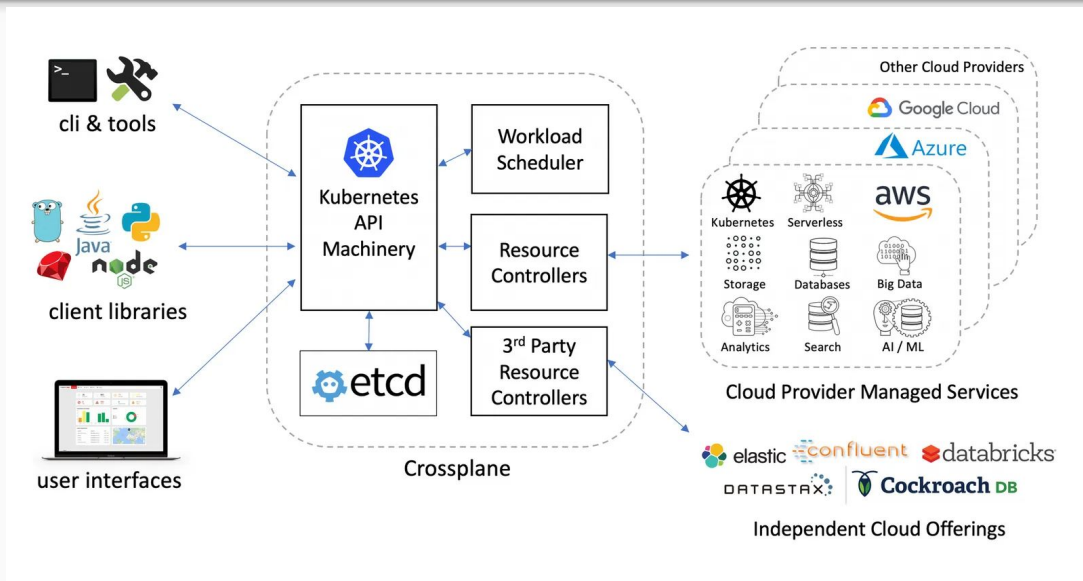 >_
cli & tools
Java
node
JS
client libraries
user interfaces
Kubernetes
API
Machinery
etcd
Workload
Scheduler
Resource
Controllers
3rd Party
Resource
Controllers
Crossplane
Other Cloud Providers
Google Cloud
Azure
aws
Kubernetes
Serverless
Storage
Databases
Big Data
Analytics
Search
AI / ML
Cloud Provider Managed Services
elastic
confluent
databricks
DATASTAX
Cockroach DB
Independent Cloud Offerings